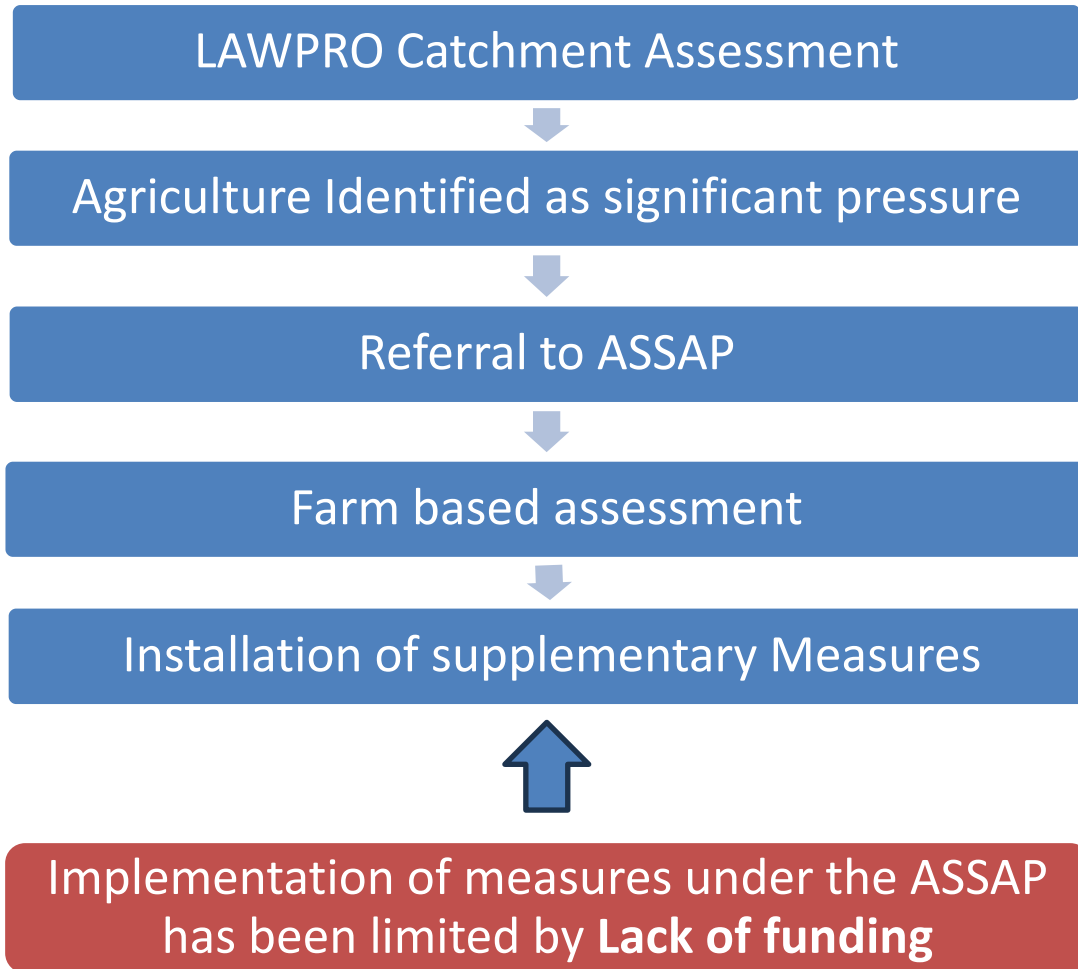 LAWPRO Catchment Assessment
Agriculture Identified as significant pressure
Referral to ASSAP
Farm based assessment
Installation of supplementary Measures
Implementation of measures under the ASSAP
has been limited by Lack of funding